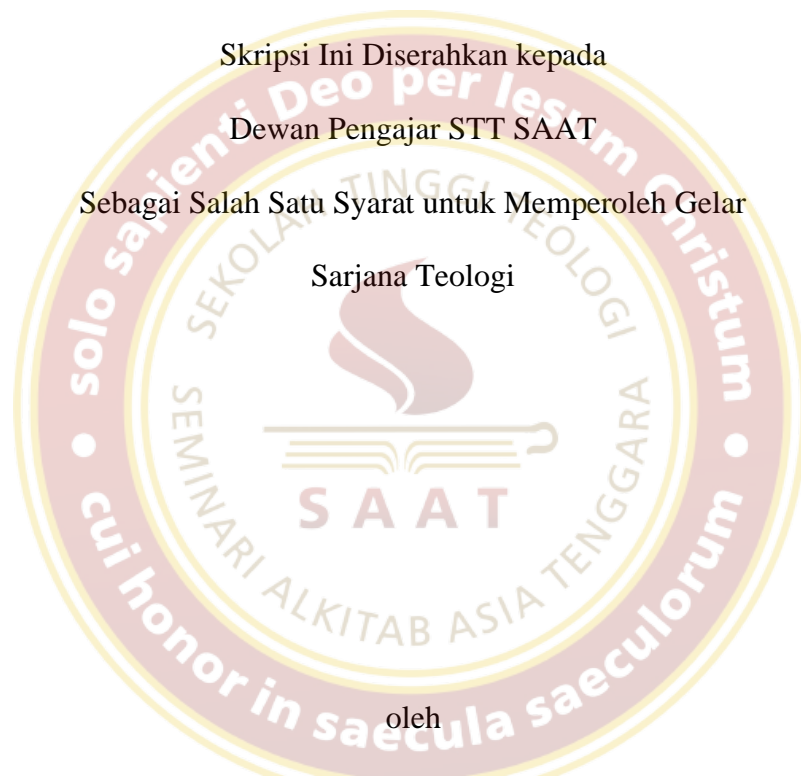 Skripsi Ini Diserahkan kepada
Dewan Pengajar STT SAAT
Sebagai Salah Satu Syarat untuk Memperoleh Gelar
Sarjana Teologi
solo sapienti Deo per Iesum Christum
SEKOLAH TINGGI TEOLOGI
SEMINARI ALKITAB ASIA TENGGARA
SAAT
cui honor in saecula saeculorum
oleh